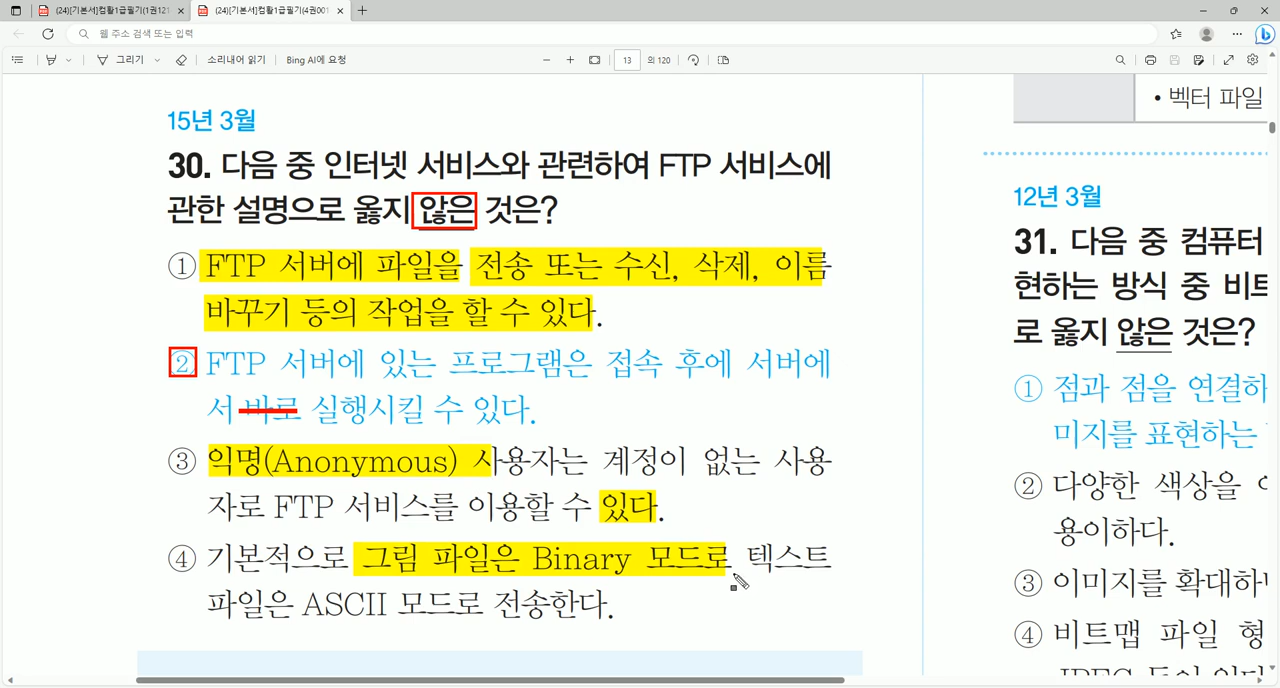 (24)[기본서]컴활1급필기(1권121
(24)[기본서]컴활1급필기(4권001
웹 주소 검색 또는 입력
그리기
소리내어 읽기
Bing AI에 요청
13
의 120
15년 3월
30. 다음 중 인터넷 서비스와 관련하여 FTP 서비스에
관한 설명으로 옳지 않은 것은?
① FTP 서버에 파일을 전송 또는 수신, 삭제, 이름
바꾸기 등의 작업을 할 수 있다.
② FTP 서버에 있는 프로그램은 접속 후에 서버에
서 바로 실행시킬 수 있다.
③ 익명(Anonymous) 사용자는 계정이 없는 사용
자로 FTP 서비스를 이용할 수 있다.
④ 기본적으로 그림 파일은 Binary 모드로 텍스트
파일은 ASCII 모드로 전송한다.
• 벡터 파일
12년 3월
31. 다음 중 컴퓨터
현하는 방식 중 비트
로 옳지 않은 것은?
① 점과 점을 연결하
미지를 표현하는
② 다양한 색상을
용이하다.
③ 이미지를 확대하
④ 비트맵 파일 형